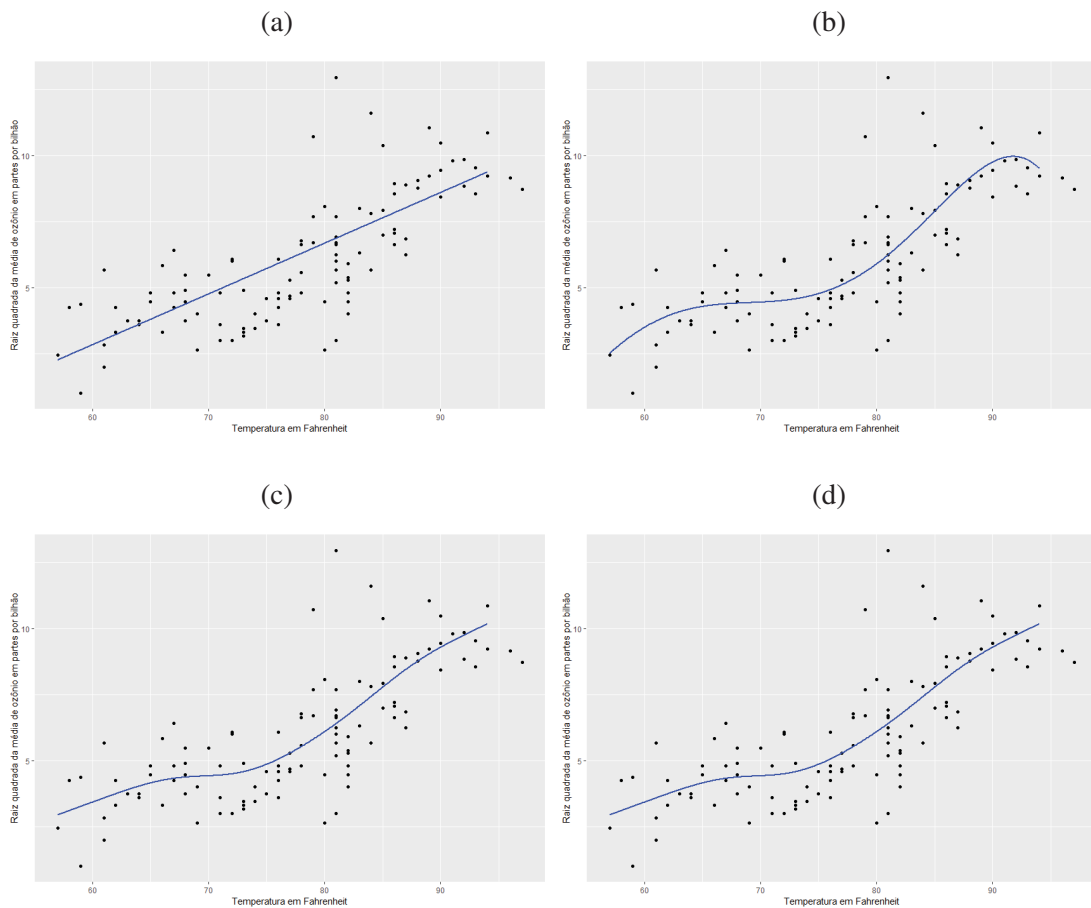 (a)
(b)
Raiz quadrada da média de ozônio em partes por bilhão
10
5
60 70 80 90
Temperatura em Fahrenheit
Raiz quadrada da média de ozônio em partes por bilhão
10
5
60 70 80 90
Temperatura em Fahrenheit
(c)
(d)
Raiz quadrada da média de ozônio em partes por bilhão
10
5
60 70 80 90
Temperatura em Fahrenheit
Raiz quadrada da média de ozônio em partes por bilhão
10
5
60 70 80 90
Temperatura em Fahrenheit